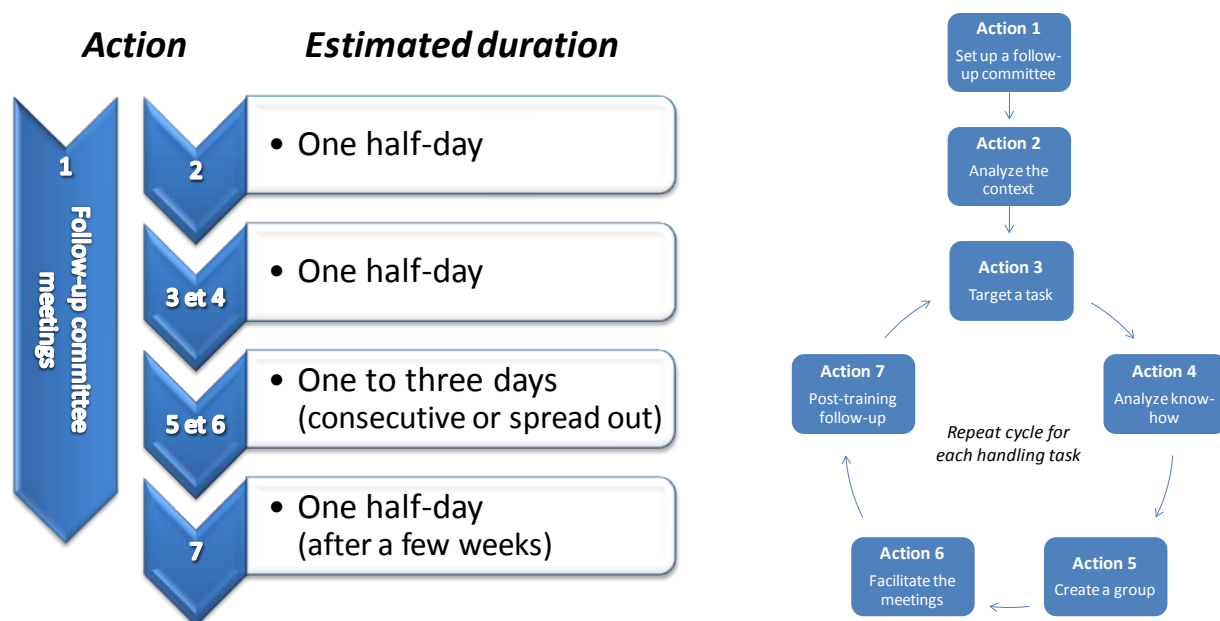 Action
Estimated duration
1
Follow-up committee
meetings
2
• One half-day
3 et 4
• One half-day
5 et 6
• One to three days
(consecutive or spread out)
7
• One half-day
(after a few weeks)
Action 1
Set up a follow-
up committee
Action 2
Analyze the
context
Action 3
Target a task
Action 4
Analyze know-
how
Action 5
Create a group
Action 6
Facilitate the
meetings
Action 7
Post-training
follow-up
Repeat cycle for
each handling task